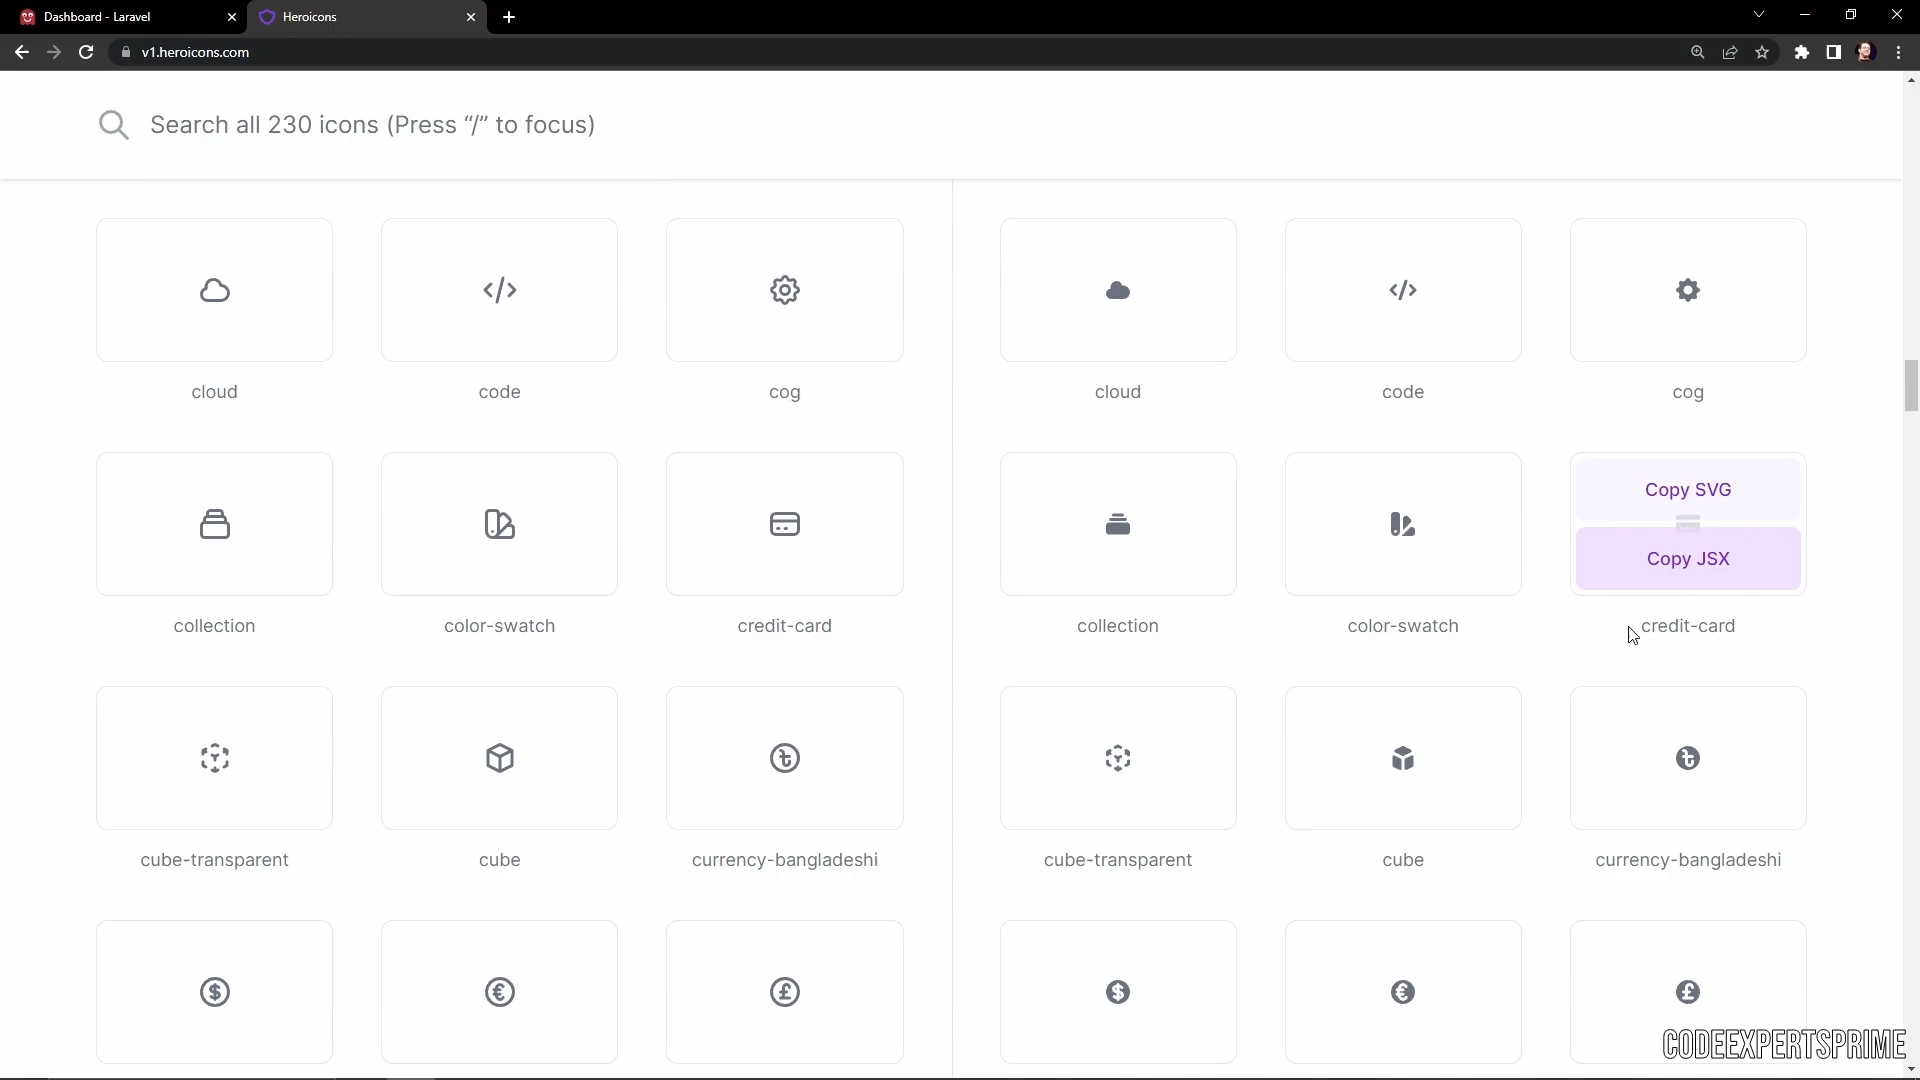 Dashboard - Laravel
Heroicons
v1.heroicons.com
Search all 230 icons (Press “/” to focus)
cloud
code
cog
cloud
code
cog
Copy SVG
Copy JSX
collection
color-swatch
credit-card
collection
color-swatch
credit-card
cube-transparent
cube
currency-bangladeshi
cube-transparent
cube
currency-bangladeshi
CODEEXPERTSPRIME